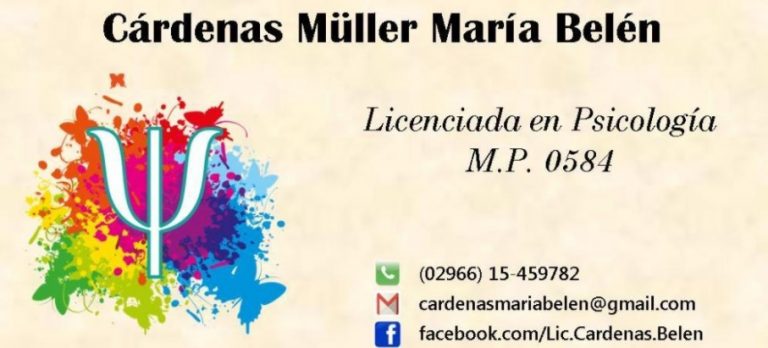 Cárdenas Müller María Belén
Licenciada en Psicología
M.P. 0584
(02966) 15-459782
cardenasmariabelen@gmail.com
facebook.com/Lic.Cardenas.Belen